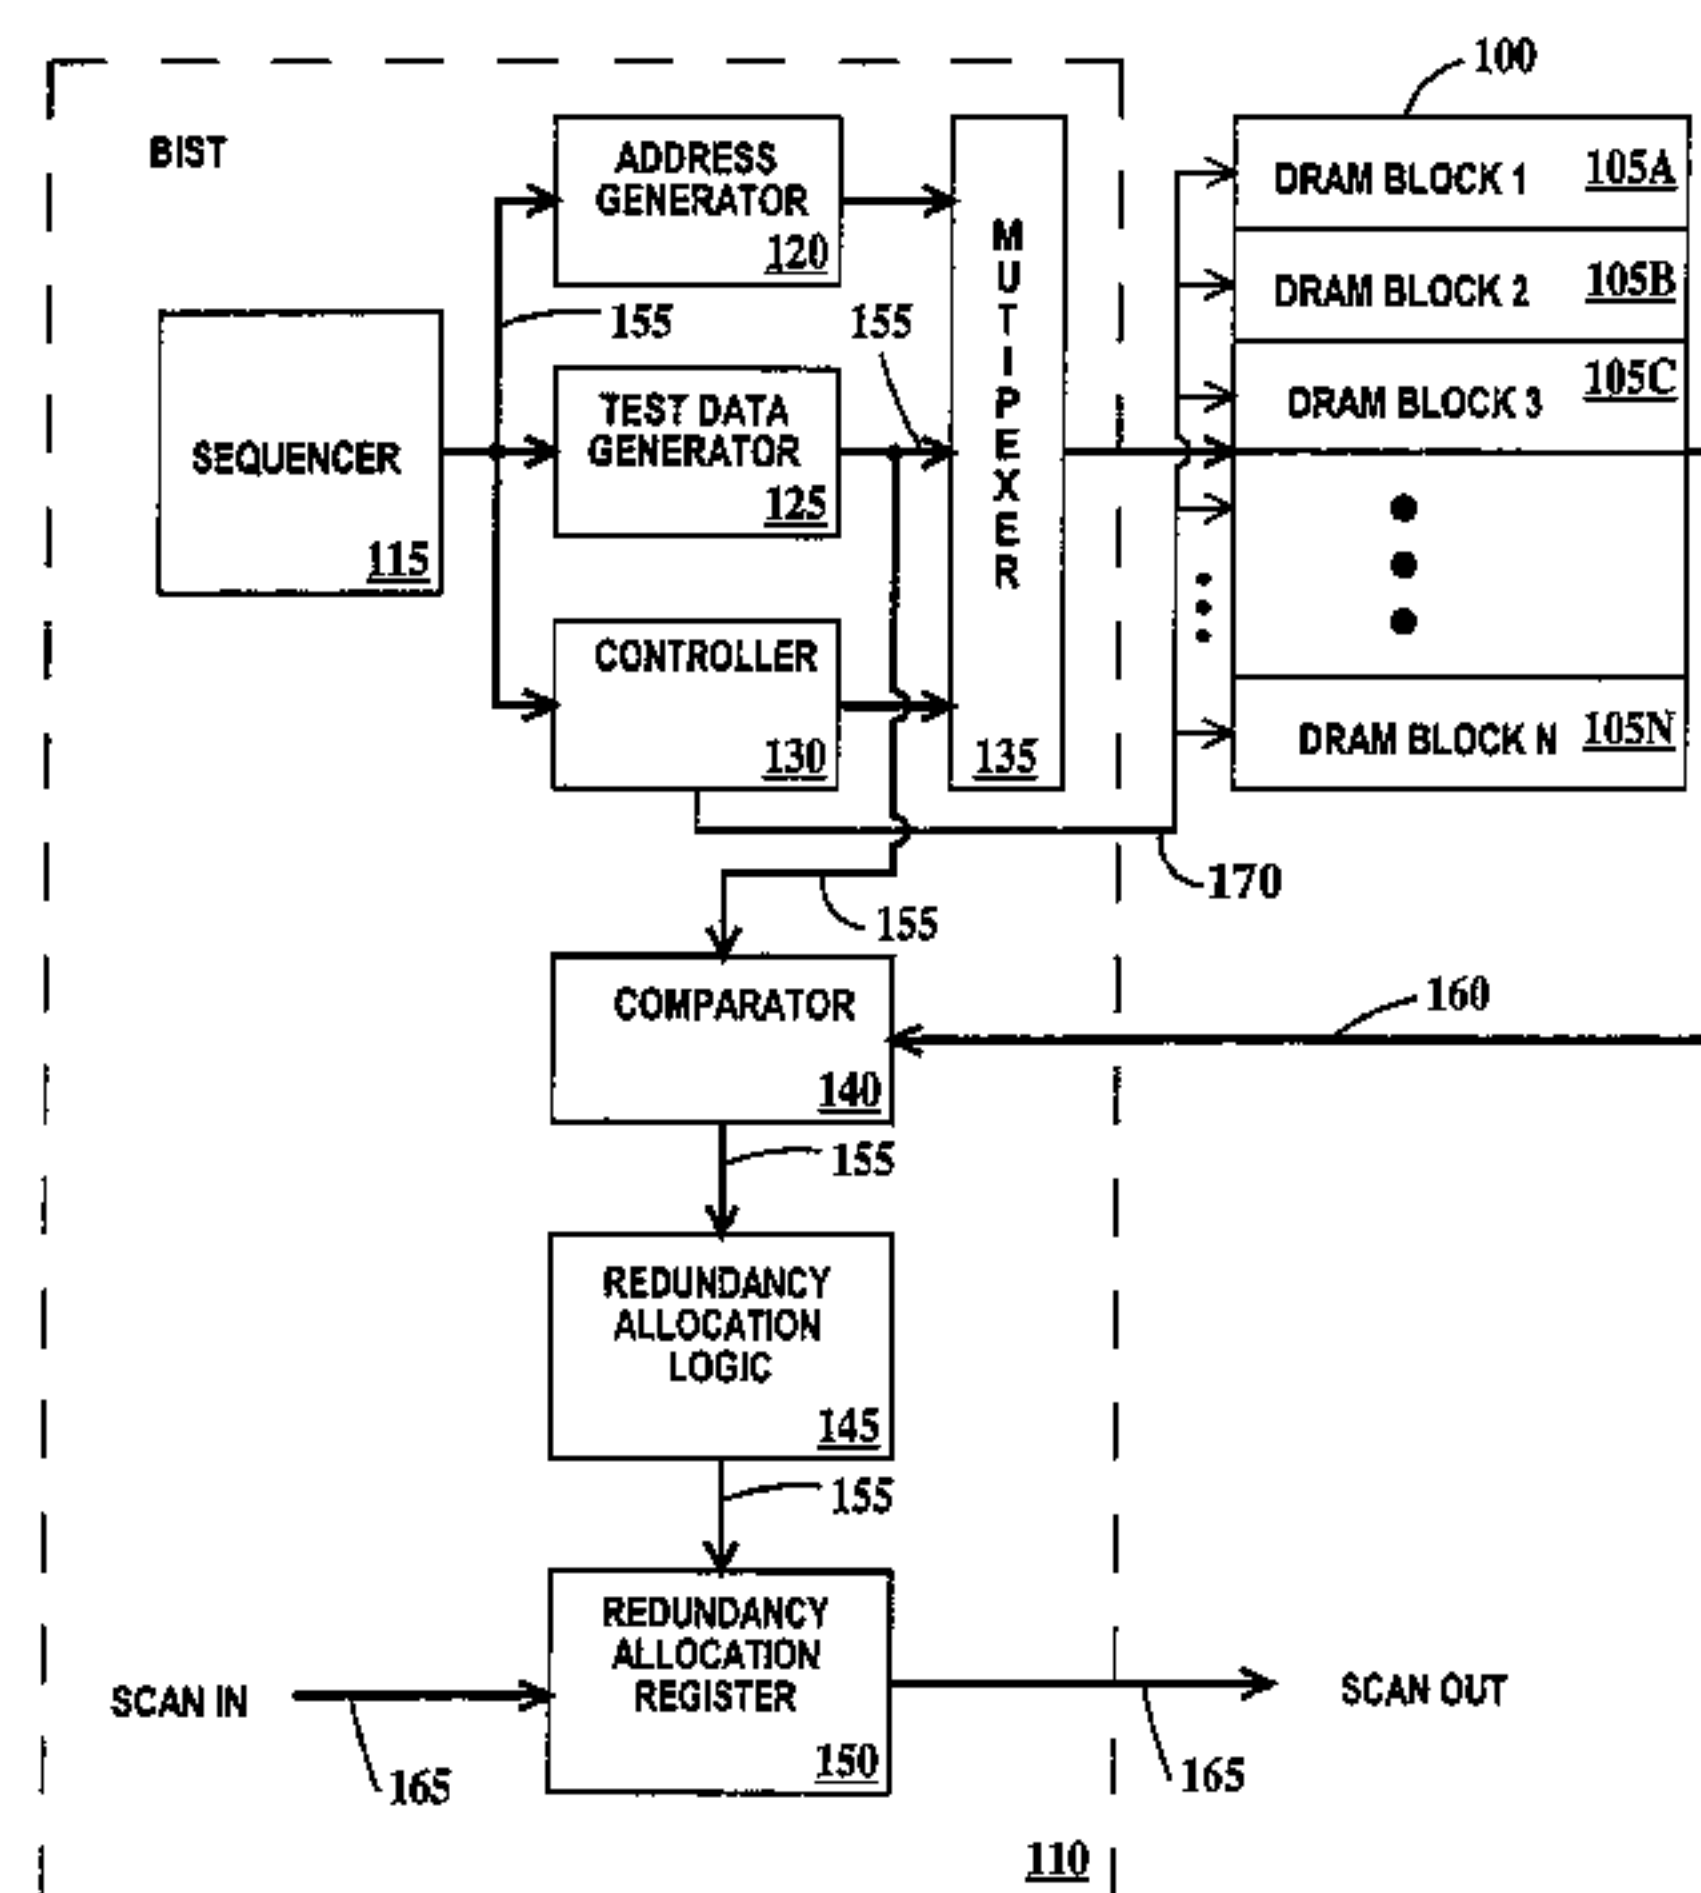 100
BIST
ADDRESS
GENERATOR
120
MUTIPEXER
135
DRAM BLOCK 1 105A
DRAM BLOCK 2 105B
DRAM BLOCK 3 105C
DRAM BLOCK N 105N
155
155
SEQUENCER
115
TEST DATA
GENERATOR
125
CONTROLLER
130
170
155
COMPARATOR
140
160
155
REDUNDANCY
ALLOCATION
LOGIC
145
155
REDUNDANCY
ALLOCATION
REGISTER
150
SCAN IN
165
SCAN OUT
165
110